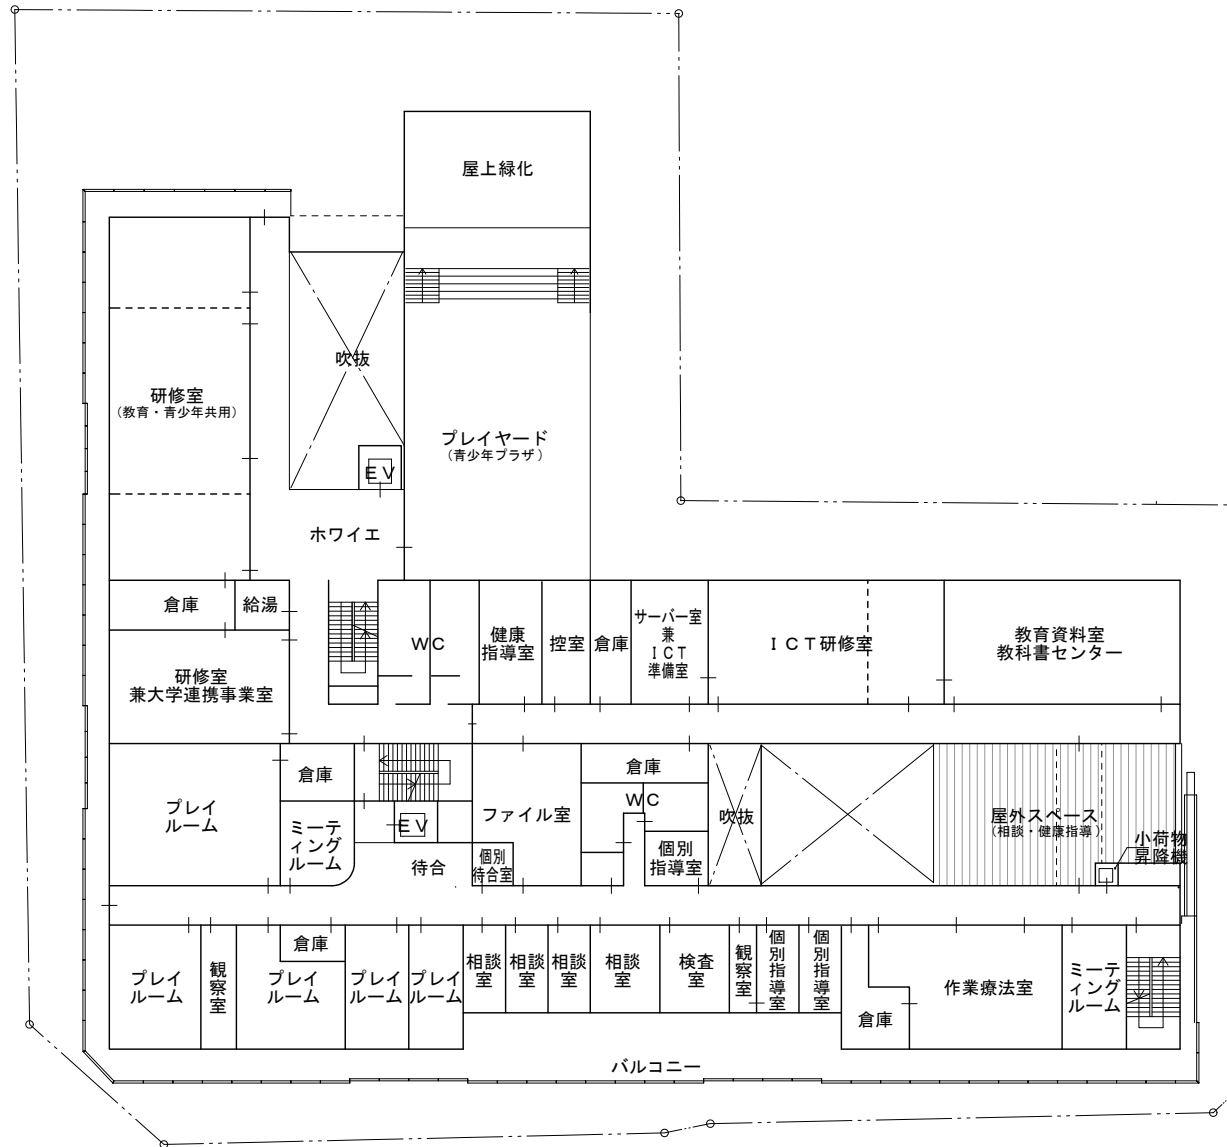 屋上緑化
吹抜
研修室
（教育・青少年共用）
プレイヤード
（青少年プラザ）
ＥＶ
ホワイエ
倉庫
給湯
ＷＣ
健康
指導室
控室
倉庫
サーバー室
兼
ＩＣＴ
準備室
ＩＣＴ研修室
教育資料室
教科書センター
研修室
兼大学連携事業室
プレイ
ルーム
倉庫
ミーテ
ィング
ルーム
ＥＶ
待合
ファイル室
個別
待合室
倉庫
ＷＣ
個別
指導室
吹抜
屋外スペース
（相談・健康指導）
小荷物
昇降機
プレイ
ルーム
観察室
倉庫
プレイ
ルーム
プレイ
ルーム
プレイ
ルーム
相談
室
相談
室
相談
室
相談
室
検査
室
観察室
個別指導室
個別指導室
倉庫
作業療法室
ミーテ
ィング
ルーム
バルコニー